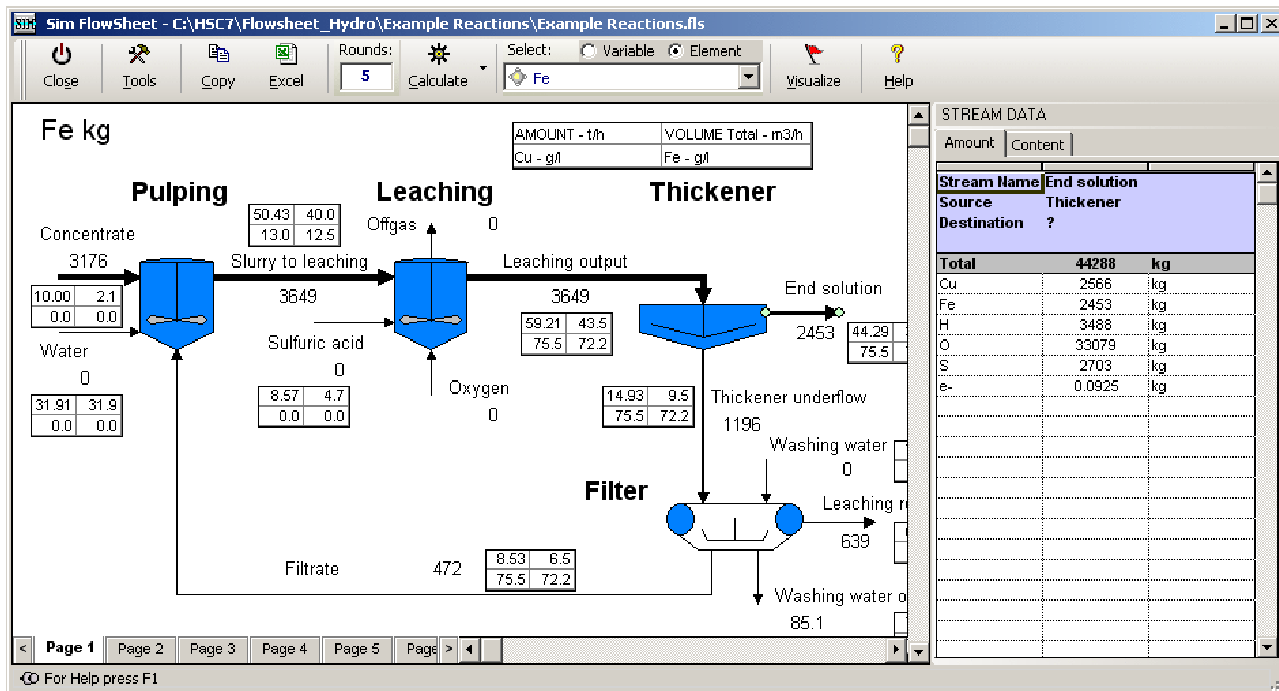 Sim FlowSheet - C:\HSC7\Flowsheet_Hydro\Example Reactions\Example Reactions.fls
Close
Tools
Copy
Excel
Rounds:
5
Calculate
Select:
Variable
Element
Fe
Visualize
Help
Fe kg
AMOUNT - t/h VOLUME Total - m3/h
Cu - g/l Fe - g/l
Pulping
Leaching
Thickener
50.43 40.0
13.0 12.5
Offgas
0
Concentrate
3176
Slurry to leaching
3649
Leaching output
3649
End solution
2453
10.00 2.1
0.0 0.0
59.21 43.5
75.5 72.2
44.29
75.5
Water
0
31.91 31.9
0.0 0.0
Sulfuric acid
0
8.57 4.7
0.0 0.0
Oxygen
0
14.93 9.5
75.5 72.2
Thickener underflow
1196
Washing water
0
Filter
Leaching r
639
Filtrate
472
8.53 6.5
75.5 72.2
Washing water o
85.1
< Page 1 Page 2 Page 3 Page 4 Page 5 Page >
For Help press F1
STREAM DATA
Amount Content
Stream Name End solution
Source Thickener
Destination ?
Total 44288 kg
Cu 2566 kg
Fe 2453 kg
H 3488 kg
O 33079 kg
S 2703 kg
e- 0.0925 kg